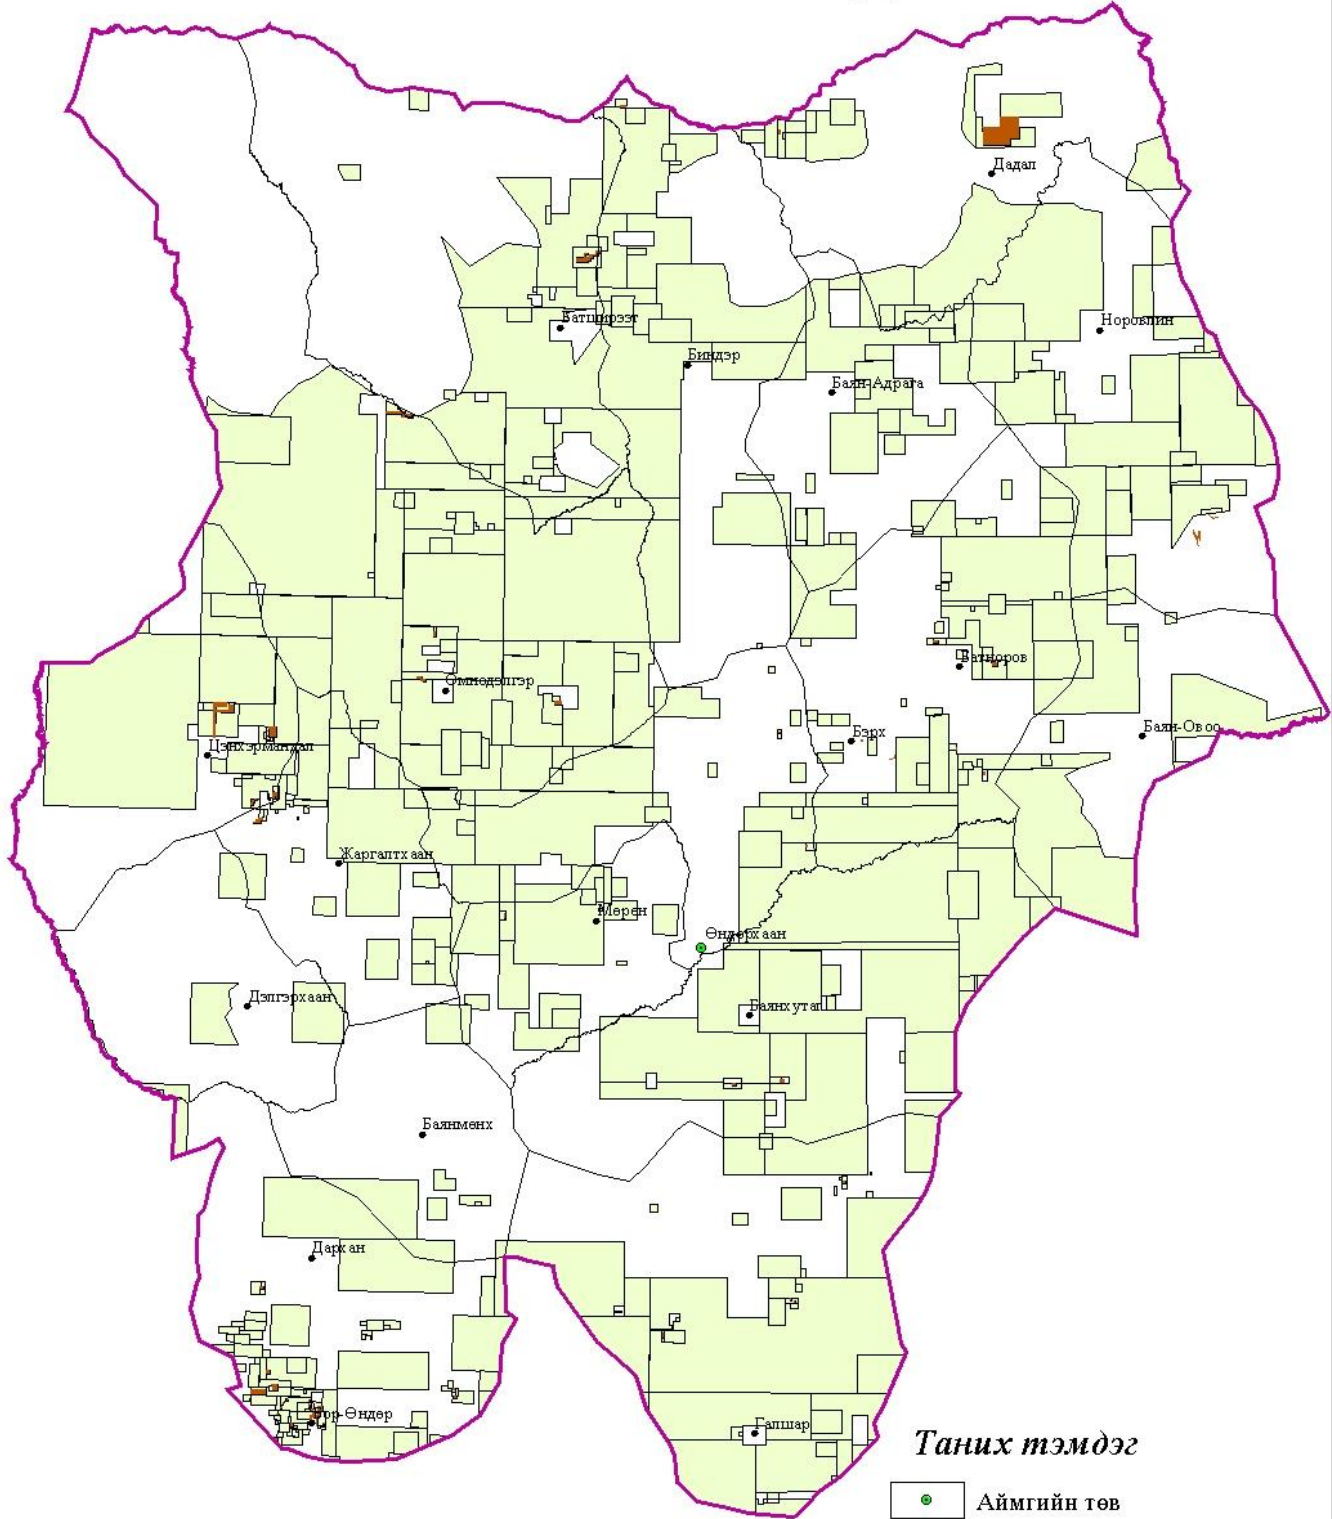 Дадал
Батширээт
Норовлин
Биндэр
Баян-Адрага
Батноров
Өмнөдэлгэр
Баян-Овоо
Бэрх
Цэнхэрмандал
Жаргалтхаан
Мөрөн
Өндөрхаан
Дэлгэрхаан
Баянхутаг
Баянмөнх
Дархан
Бор-Өндөр
Галшар
Таних тэмдэг
Аймгийн төв